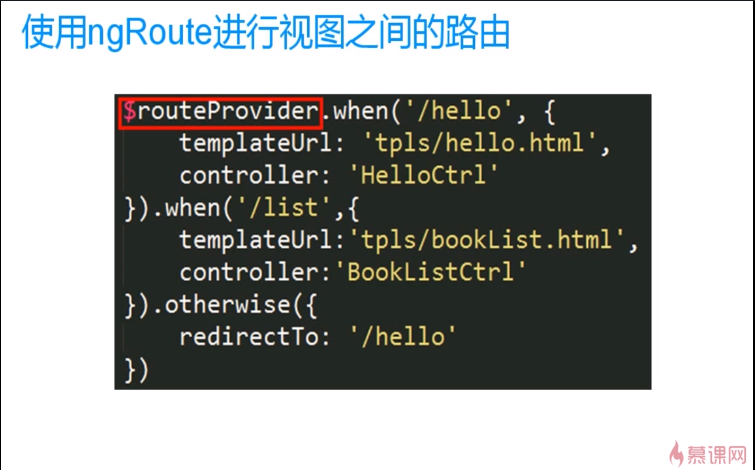 使用ngRoute进行视图之间的路由
$routeProvider.when('/hello', {
    templateUrl: 'tpls/hello.html',
    controller: 'HelloCtrl'
}).when('/list',{
    templateUrl:'tpls/bookList.html',
    controller:'BookListCtrl'
}).otherwise({
    redirectTo: '/hello'
})
慕课网